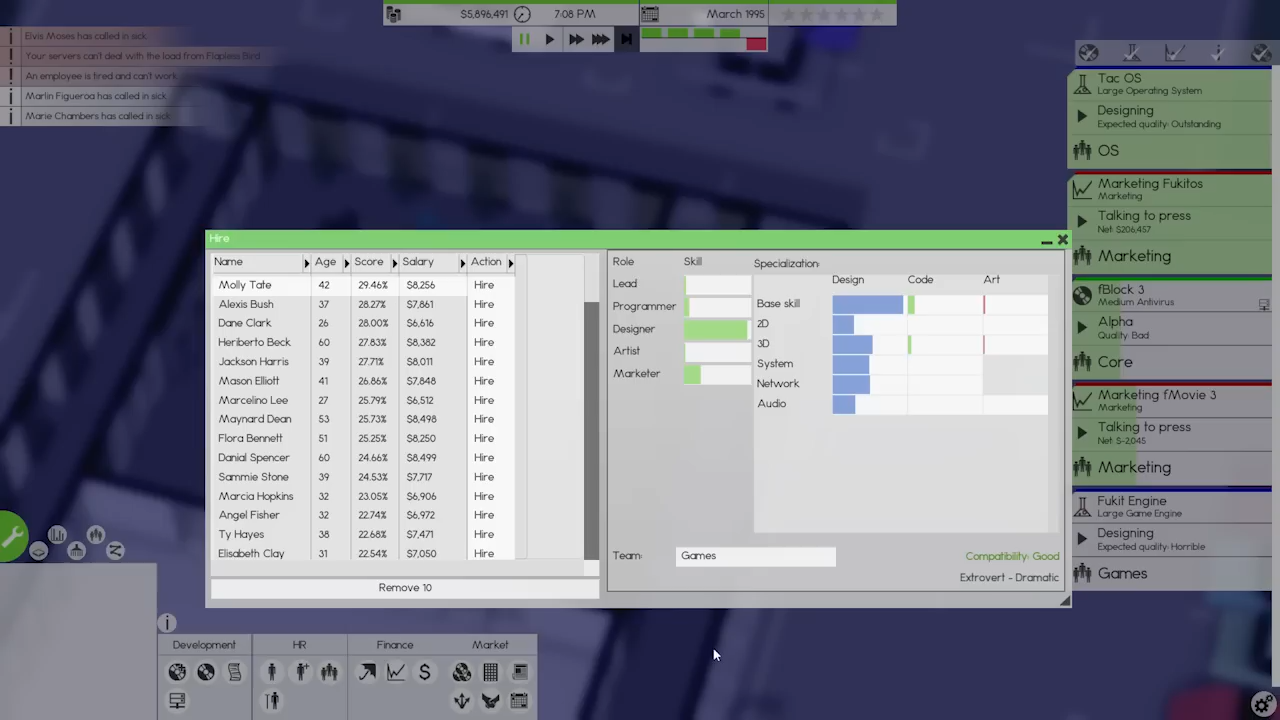 $5,896,491
7:08 PM
March 1995
Elvis Moses has called in sick.
Your servers can't deal with the load from Flapless Bird
An employee is tired and can't work
Marlin Figueroa has called in sick
Marie Chambers has called in sick
Tac OS
Large Operating System
Designing
Expected quality: Outstanding
OS
Marketing Fukitos
Marketing
Talking to press
Net: $206,457
Marketing
fBlock 3
Medium Antivirus
Alpha
Quality: Bad
Core
Marketing fMovie 3
Marketing
Talking to press
Net: $-2,045
Marketing
Fukit Engine
Large Game Engine
Designing
Expected quality: Horrible
Games
Hire
Name Age Score Salary Action
Molly Tate 42 29.46% $8,256 Hire
Alexis Bush 37 28.27% $7,861 Hire
Dane Clark 26 28.00% $6,616 Hire
Heriberto Beck 60 27.83% $8,382 Hire
Jackson Harris 39 27.71% $8,011 Hire
Mason Elliott 41 26.86% $7,848 Hire
Marcelino Lee 27 25.79% $6,512 Hire
Maynard Dean 53 25.73% $8,498 Hire
Flora Bennett 51 25.25% $8,250 Hire
Danial Spencer 60 24.66% $8,499 Hire
Sammie Stone 39 24.53% $7,717 Hire
Marcia Hopkins 32 23.05% $6,906 Hire
Angel Fisher 32 22.74% $6,972 Hire
Ty Hayes 38 22.68% $7,471 Hire
Elisabeth Clay 31 22.54% $7,050 Hire
Remove 10
Role Skill
Lead
Programmer
Designer
Artist
Marketer
Specialization:
Design Code Art
Base skill
2D
3D
System
Network
Audio
Team: Games
Compatibility: Good
Extrovert - Dramatic
Development HR Finance Market